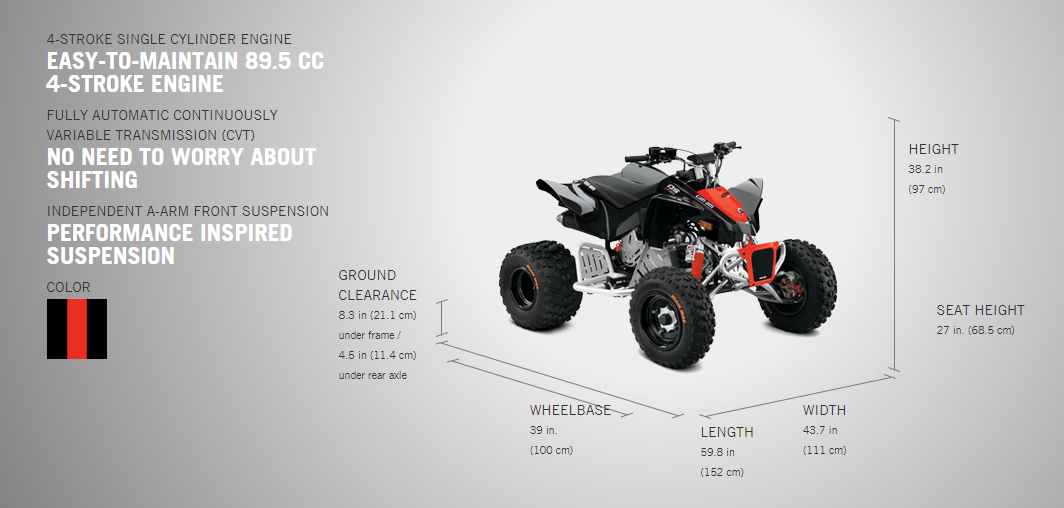 4-STROKE SINGLE CYLINDER ENGINE
EASY-TO-MAINTAIN 89.5 CC
4-STROKE ENGINE
FULLY AUTOMATIC CONTINUOUSLY
VARIABLE TRANSMISSION (CVT)
NO NEED TO WORRY ABOUT
SHIFTING
INDEPENDENT A-ARM FRONT SUSPENSION
PERFORMANCE INSPIRED
SUSPENSION
COLOR
GROUND
CLEARANCE
8.3 in (21.1 cm)
under frame /
4.5 in (11.4 cm)
under rear axle
WHEELBASE
39 in.
(100 cm)
LENGTH
59.8 in
(152 cm)
WIDTH
43.7 in
(111 cm)
HEIGHT
38.2 in
(97 cm)
SEAT HEIGHT
27 in. (68.5 cm)